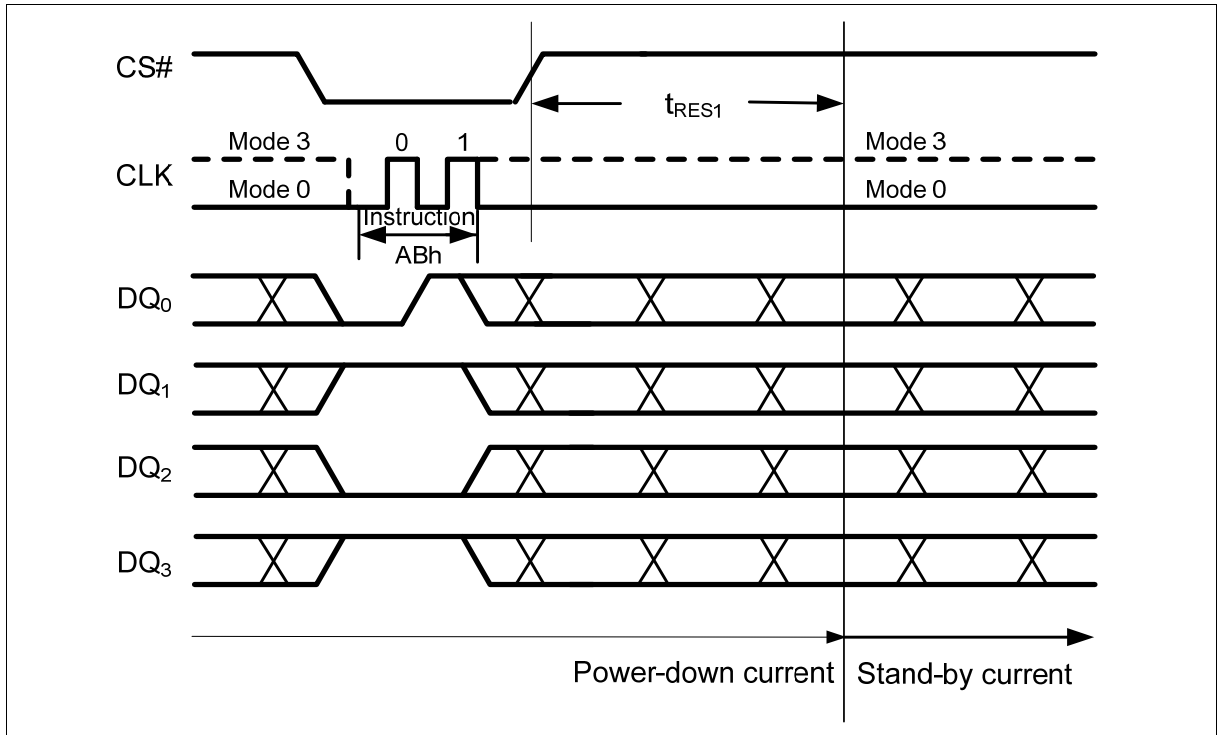 CS#
tRES1
Mode 3 0 1 Mode 3
CLK
Mode 0 Mode 0
Instruction
ABh
DQ0
DQ1
DQ2
DQ3
Power-down current Stand-by current